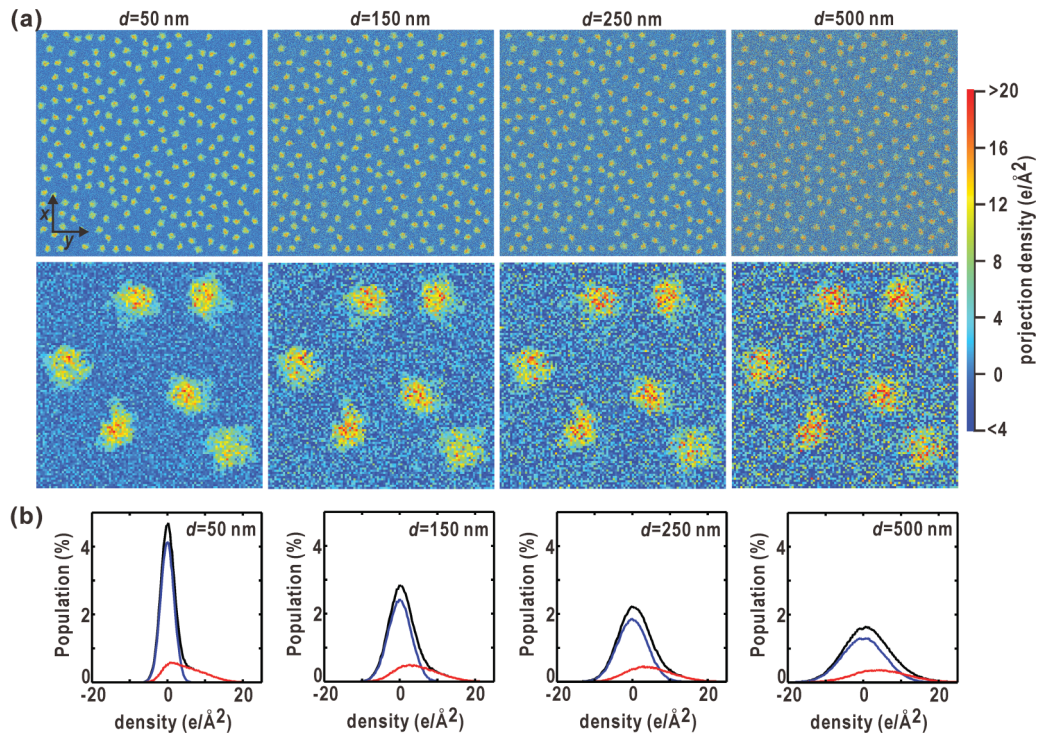 (a)
d=50 nm
d=150 nm
d=250 nm
d=500 nm
x
y
>20
16
12
8
4
0
<4
porjection density (e/Å²)
(b)
d=50 nm
d=150 nm
d=250 nm
d=500 nm
Population (%)
4
2
0
-20 0 20
density (e/Å²)
Population (%)
4
2
0
-20 0 20
density (e/Å²)
Population (%)
4
2
0
-20 0 20
density (e/Å²)
Population (%)
4
2
0
-20 0 20
density (e/Å²)